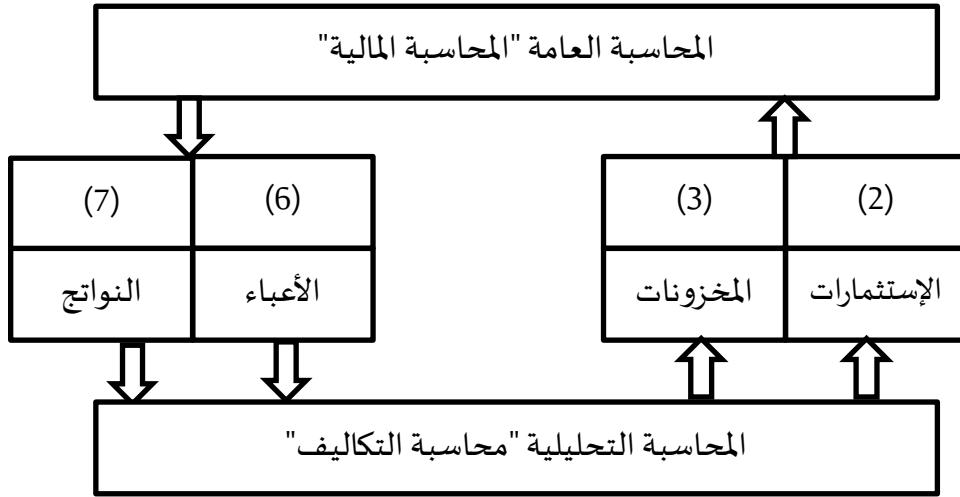 المحاسبة العامة "المحاسبة المالية"
(2) (3) (6) (7)
الإستثمارات المخزونات الأعباء النواتج
المحاسبة التحليلية "محاسبة التكاليف"